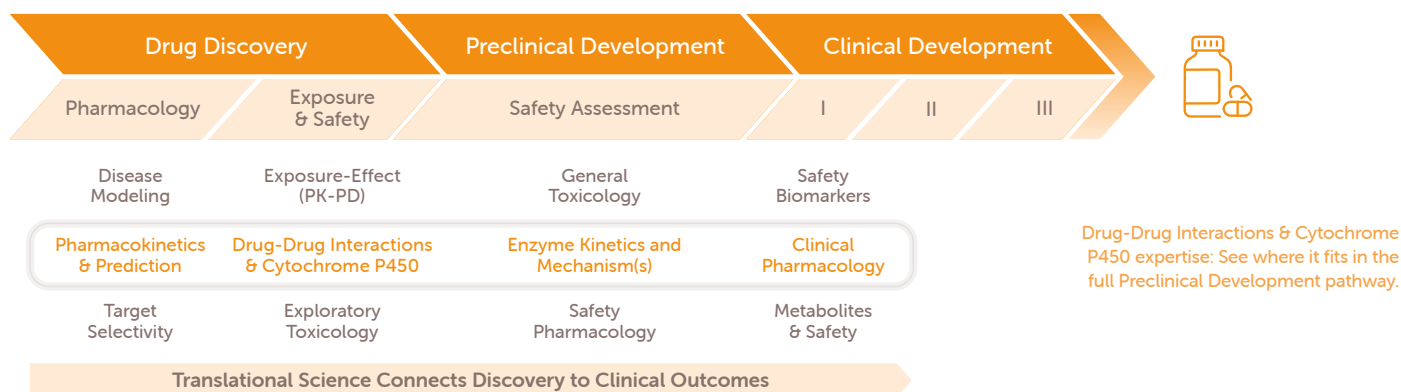 Drug Discovery
Preclinical Development
Clinical Development
Pharmacology
Exposure
& Safety
Safety Assessment
I
II
III
Disease
Modeling
Exposure-Effect
(PK-PD)
General
Toxicology
Safety
Biomarkers
Pharmacokinetics
& Prediction
Drug-Drug Interactions
& Cytochrome P450
Enzyme Kinetics and
Mechanism(s)
Clinical
Pharmacology
Drug-Drug Interactions & Cytochrome
P450 expertise: See where it fits in the
full Preclinical Development pathway.
Target
Selectivity
Exploratory
Toxicology
Safety
Pharmacology
Metabolites
& Safety
Translational Science Connects Discovery to Clinical Outcomes